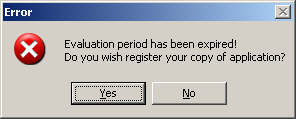 Error
Evaluation period has been expired!
Do you wish register your copy of application?
Yes No